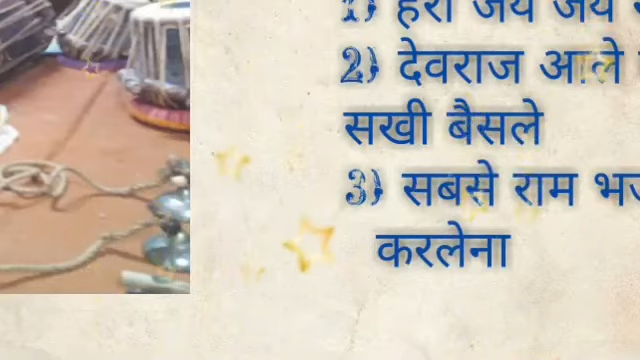 1) हरी जय जय
2) देवराज आले
सखी बैसले
3) सबसे राम
करलेना